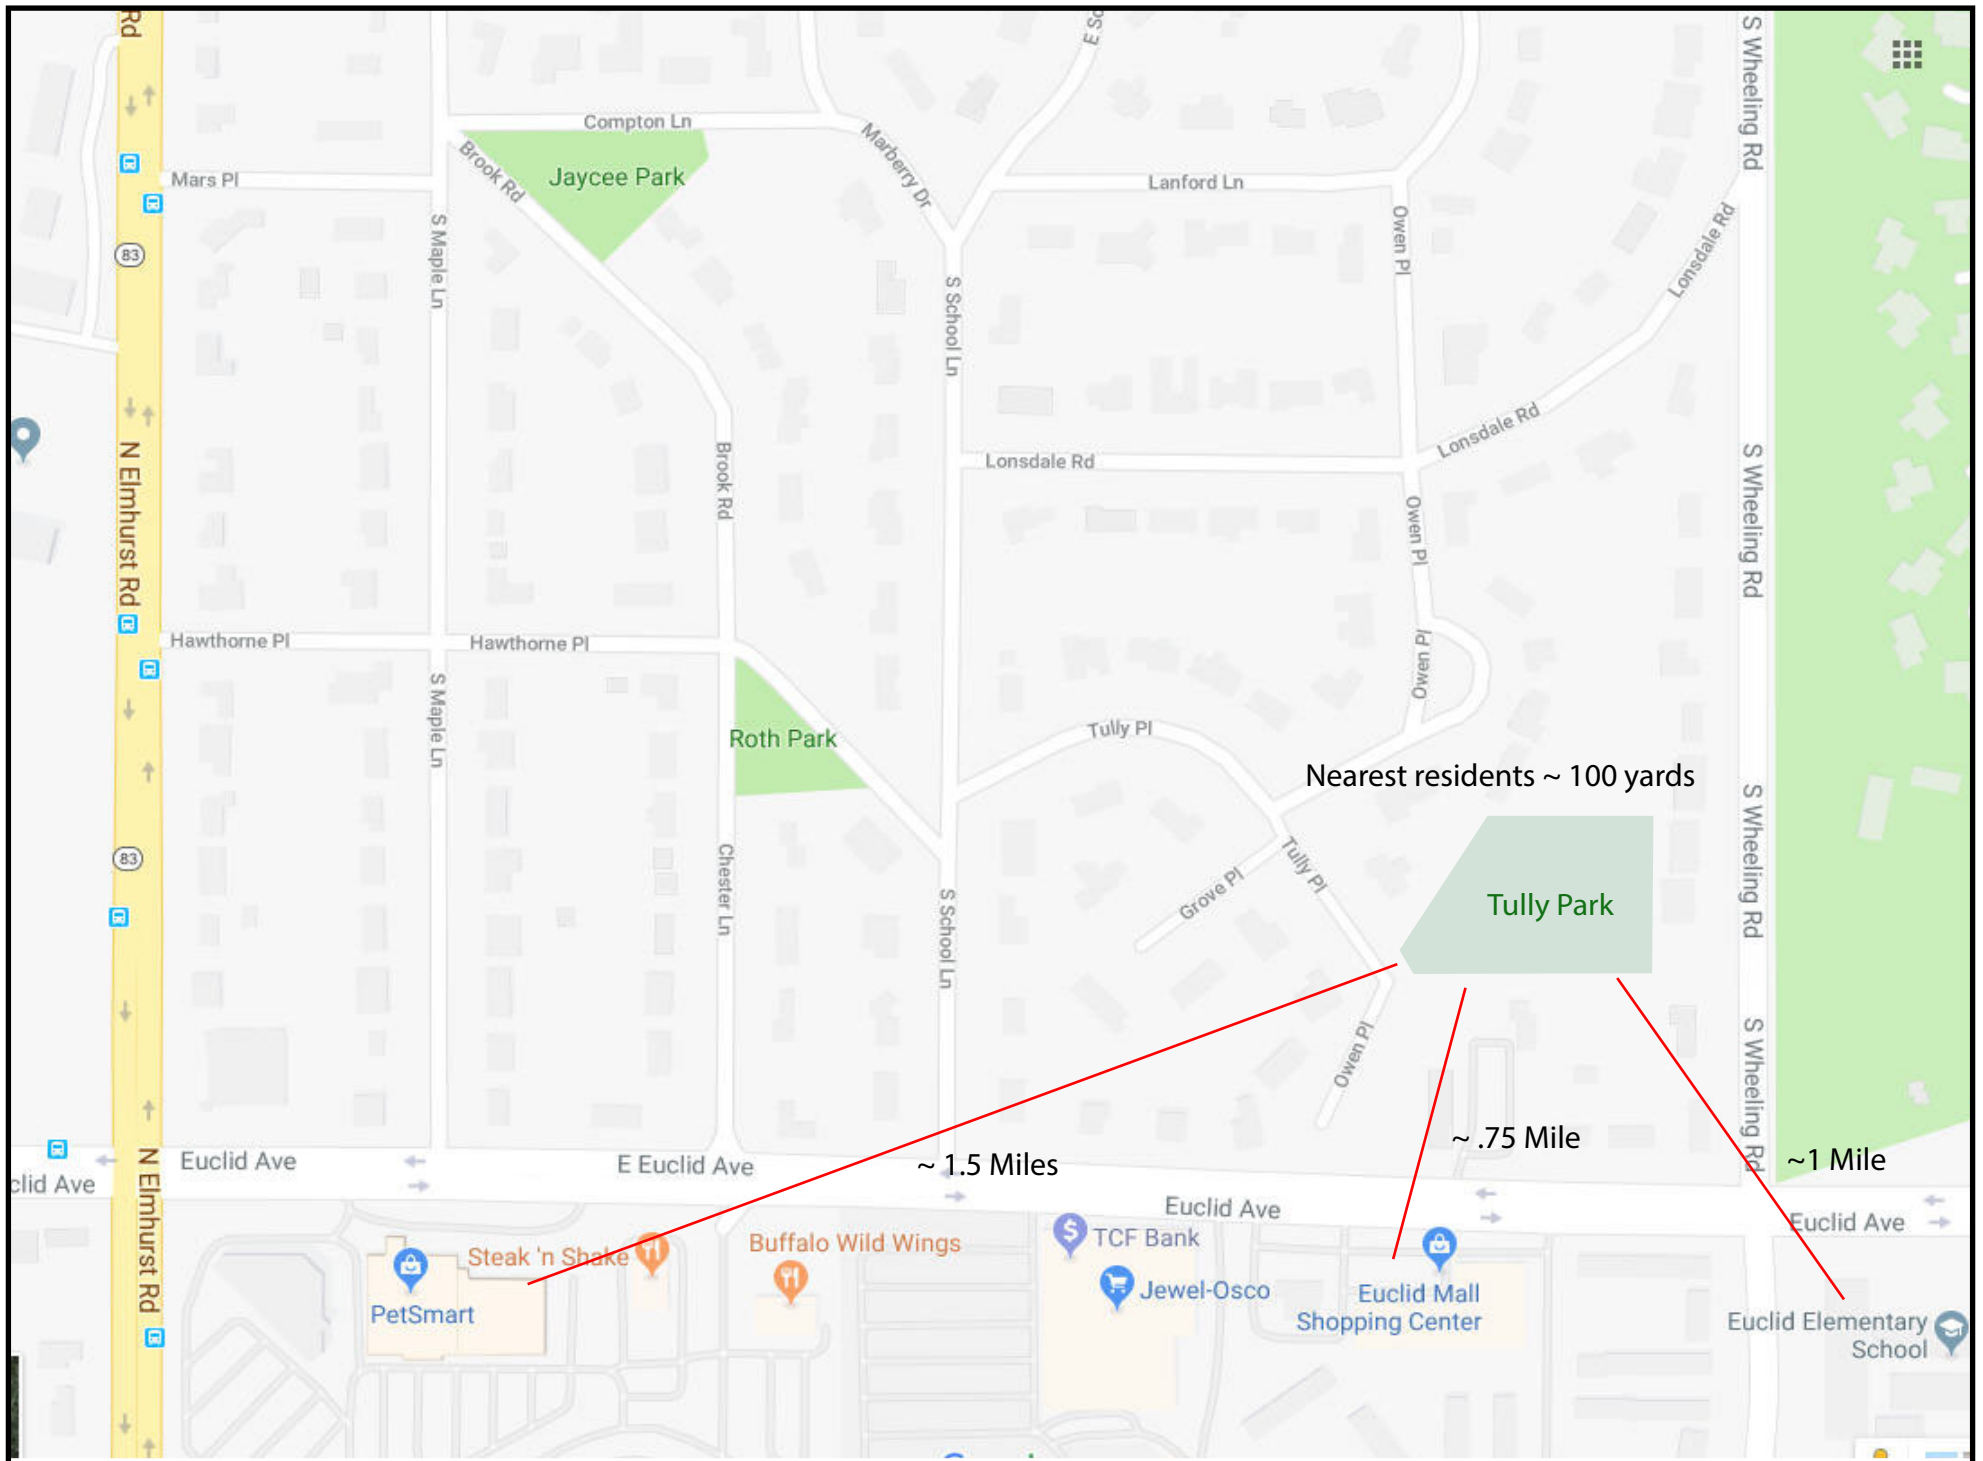 Rd
E Sc
S Wheeling Rd
Compton Ln
Marberry Dr
Brook Rd
Jaycee Park
Mars Pl
Lanford Ln
S Maple Ln
Owen Pl
Lonsdale Rd
83
S School Ln
N Elmhurst Rd
Brook Rd
Lonsdale Rd
Lonsdale Rd
S Wheeling Rd
Owen Pl
Hawthorne Pl
Hawthorne Pl
Owen Pl
S Maple Ln
Roth Park
Tully Pl
Nearest residents ~ 100 yards
S Wheeling Rd
83
Chester Ln
Tully Pl
Grove Pl
Tully Park
S School Ln
Owen Pl
S Wheeling Rd
~ .75 Mile
N Elmhurst Rd
Euclid Ave
E Euclid Ave
~ 1.5 Miles
~1 Mile
clid Ave
Euclid Ave
Euclid Ave
Steak 'n Shake
Buffalo Wild Wings
$
TCF Bank
PetSmart
Jewel-Osco
Euclid Mall
Shopping Center
Euclid Elementary
School